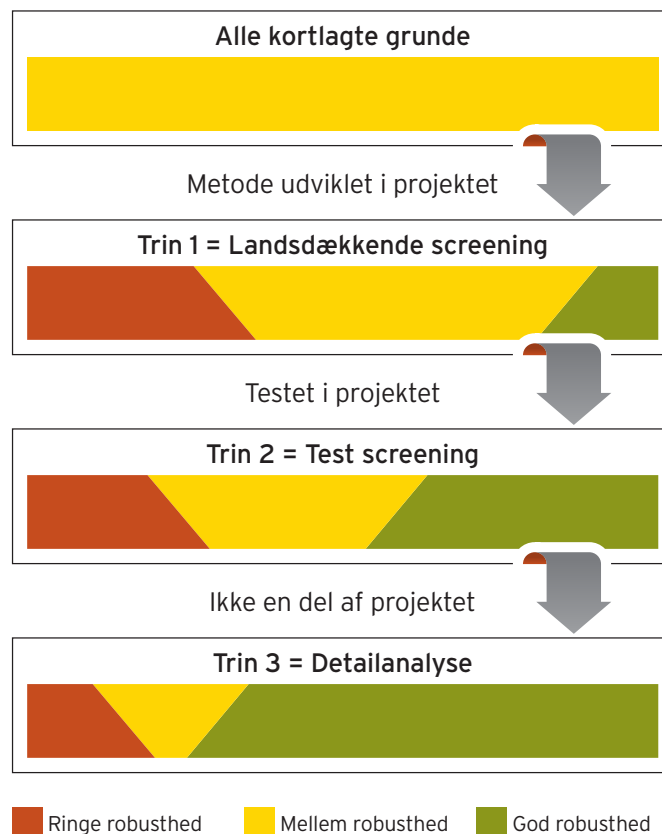 Alle kortlagte grunde
Metode udviklet i projektet
Trin 1 = Landsdækkende screening
Testet i projektet
Trin 2 = Test screening
Ikke en del af projektet
Trin 3 = Detailanalyse
Ringe robusthed Mellem robusthed God robusthed